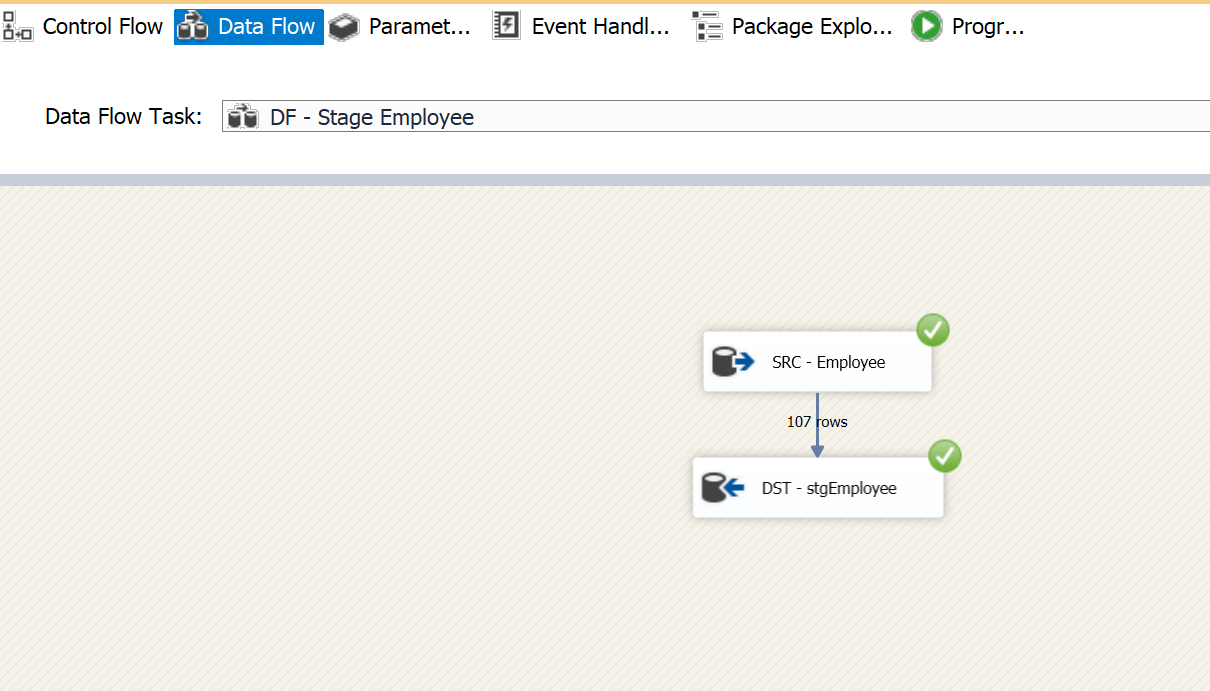 Control Flow Data Flow Paramet... Event Handl... Package Explo... Progr...
Data Flow Task: DF - Stage Employee
SRC - Employee
107 rows
DST - stgEmployee